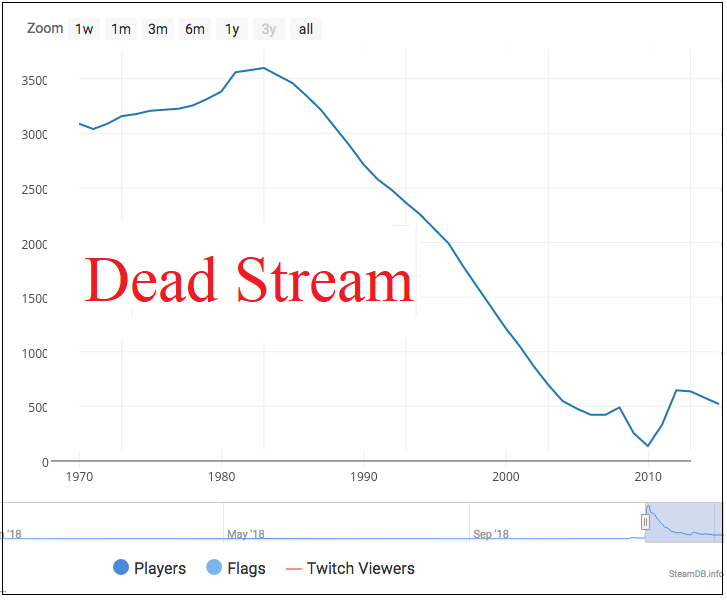 Zoom 1w 1m 3m 6m 1y 3y all
3500
3000
2500
2000
Dead Stream
1500
1000
500
0
1970 1980 1990 2000 2010
'18 May '18 Sep '18
Players Flags Twitch Viewers
SteamDB.info